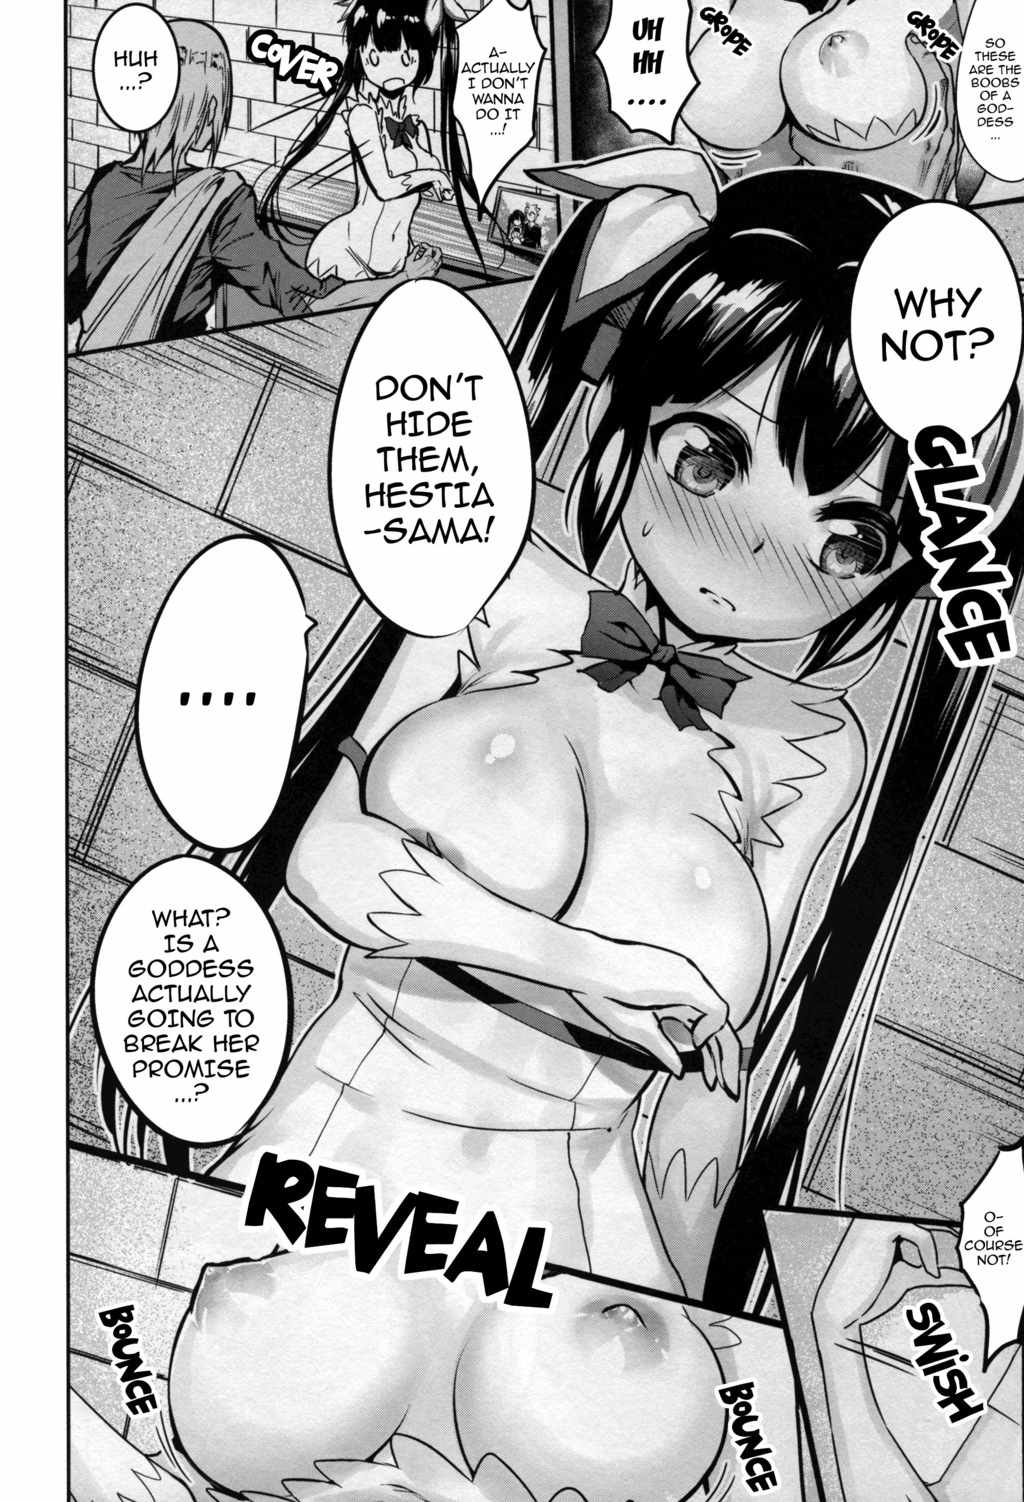 SO
THESE
ARE THE
BOOBS
OF A
GOD-
DESS
...
GROPE
GROPE
UH
HH
....
A-
ACTUALLY
I DON'T
WANNA
DO IT
...!
COVER
HUH
...?
WHY
NOT?
GLANCE
DON'T
HIDE
THEM,
HESTIA
-SAMA!
....
WHAT?
IS A
GODDESS
ACTUALLY
GOING TO
BREAK HER
PROMISE
...?
O-
OF
COURSE
NOT!
SWISH
REVEAL
BOUNCE
BOUNCE